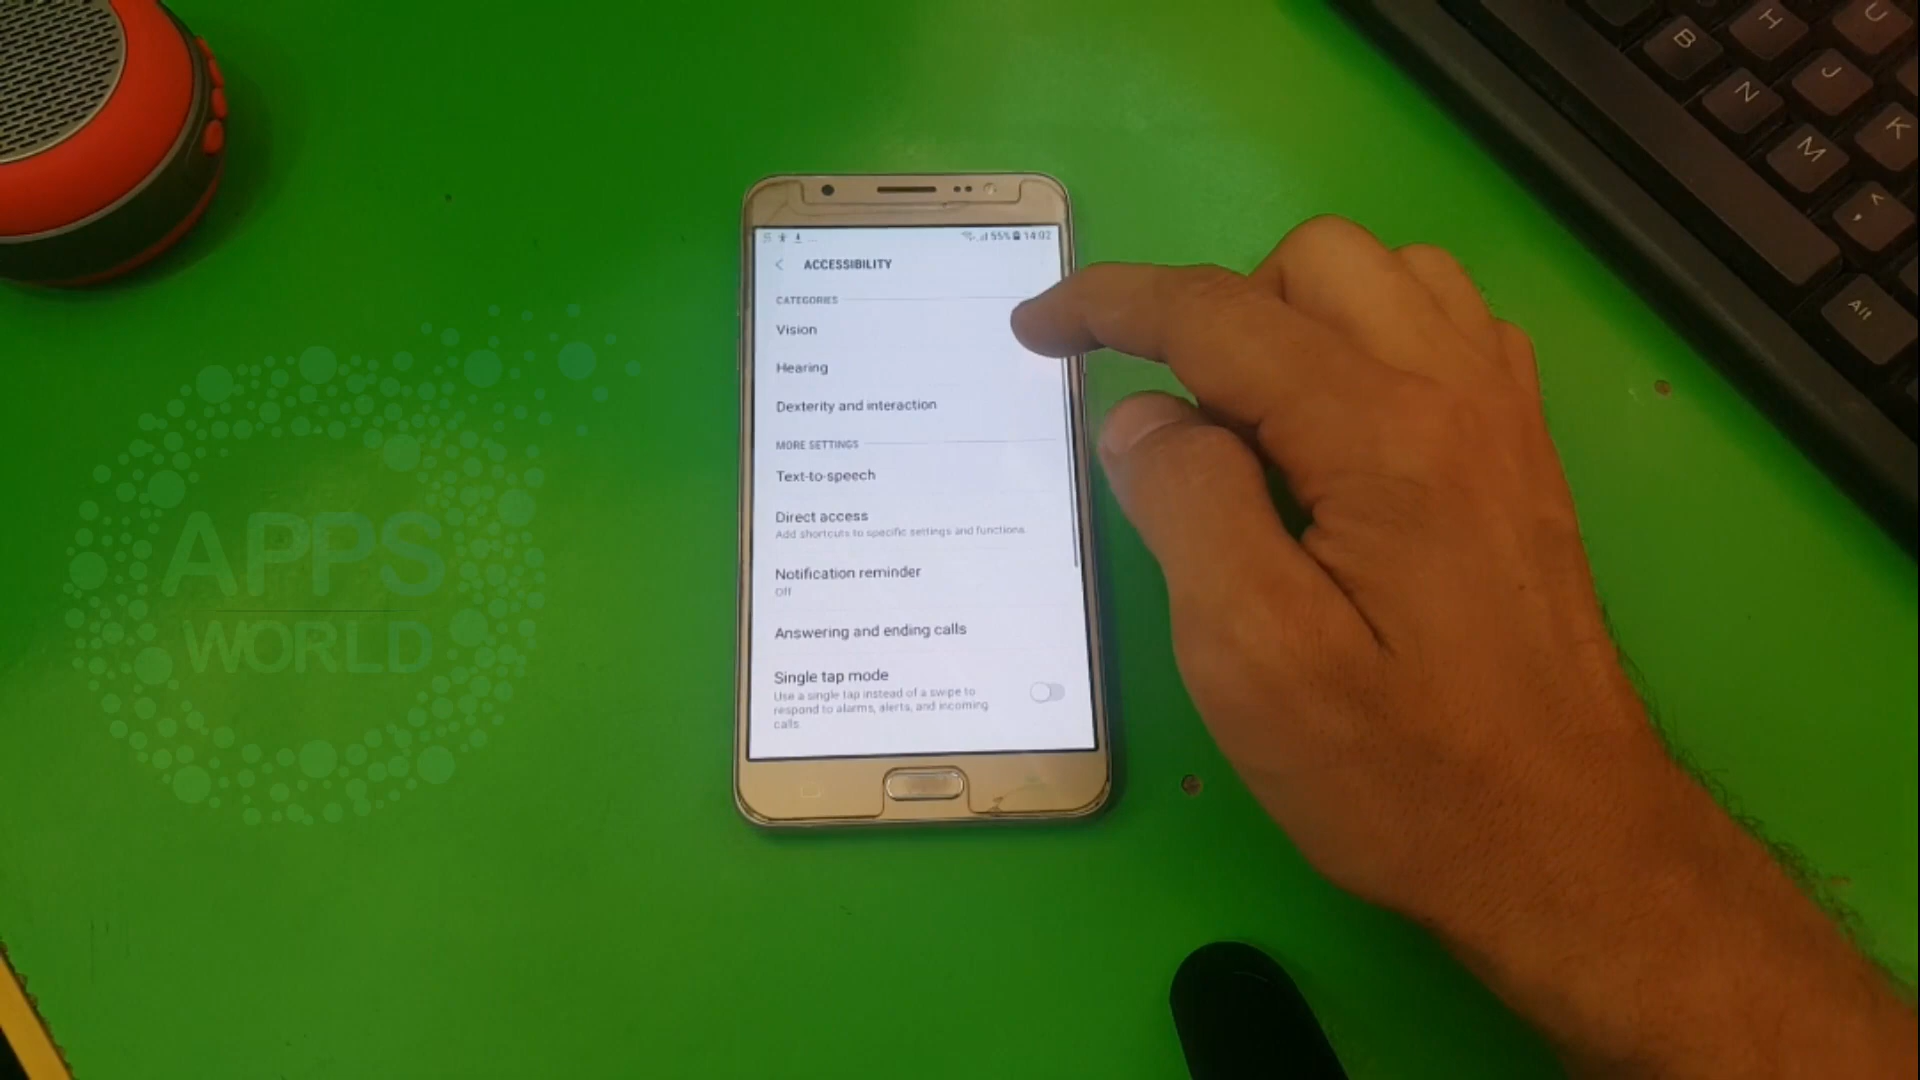 55% 14:02
ACCESSIBILITY
CATEGORIES
Vision
Hearing
Dexterity and interaction
MORE SETTINGS
Text-to-speech
Direct access
Add shortcuts to specific settings and functions.
Notification reminder
Off
Answering and ending calls
Single tap mode
Use a single tap instead of a swipe to
respond to alarms, alerts, and incoming
calls.
APPS
WORLD
B
H
U
N
J
M
K
<
,
Alt